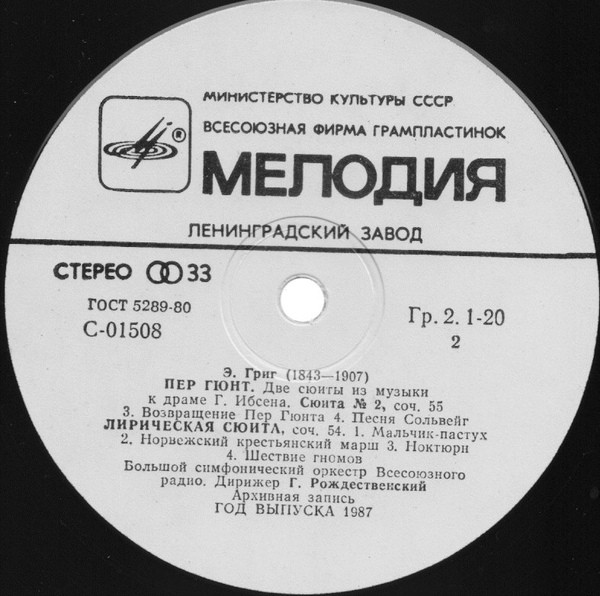 МИНИСТЕРСТВО КУЛЬТУРЫ СССР
ВСЕСОЮЗНАЯ ФИРМА ГРАМПЛАСТИНОК
®
МЕЛОДИЯ
ЛЕНИНГРАДСКИЙ ЗАВОД
СТЕРЕО 33
ГОСТ 5289-80
С-01508
Гр. 2. 1-20
2
Э. Григ (1843—1907)
ПЕР ГЮНТ. Две сюиты из музыки
к драме Г. Ибсена. Сюита № 2, соч. 55
3. Возвращение Пер Гюнта 4. Песня Сольвейг
ЛИРИЧЕСКАЯ СЮИТА, соч. 54. 1. Мальчик-пастух
2. Норвежский крестьянский марш 3. Ноктюрн
4. Шествие гномов
Большой симфонический оркестр Всесоюзного
радио. Дирижер Г. Рождественский
Архивная запись
ГОД ВЫПУСКА 1987